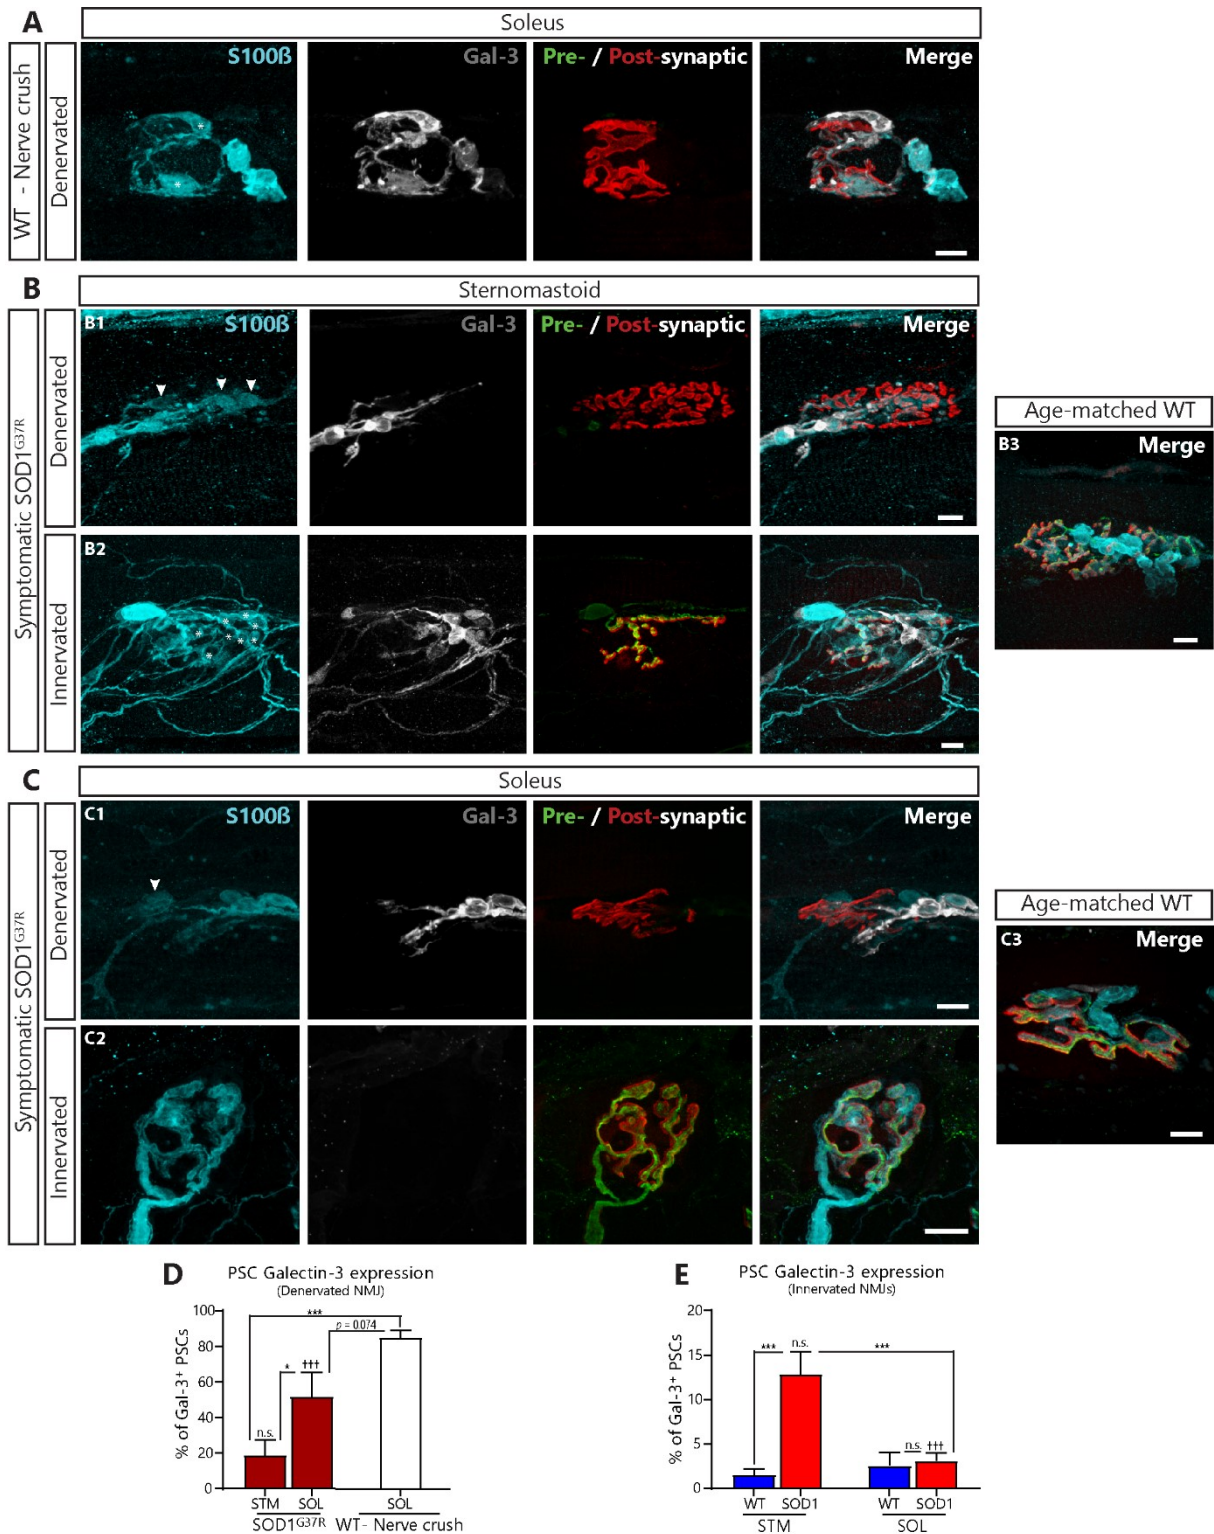 A
Soleus
WT - Nerve crush
Denervated
S100ß
Gal-3
Pre- / Post-synaptic
Merge
*
*
B
Sternomastoid
Symptomatic SOD1G37R
Denervated
B1
S100ß
Gal-3
Pre- / Post-synaptic
Merge
Innervated
B2
* * * * * * * *
Age-matched WT
B3
Merge
C
Soleus
Symptomatic SOD1G37R
Denervated
C1
S100ß
Gal-3
Pre- / Post-synaptic
Merge
Innervated
C2
Age-matched WT
C3
Merge
D
PSC Galectin-3 expression
(Denervated NMJ)
% of Gal-3+ PSCs
100
80
60
40
20
0
***
p = 0.074
* †††
n.s.
STM SOL SOL
SOD1G37R WT- Nerve crush
E
PSC Galectin-3 expression
(Innervated NMJs)
% of Gal-3+ PSCs
20
15
10
5
0
*** n.s. ***
n.s. †††
WT SOD1 WT SOD1
STM SOL